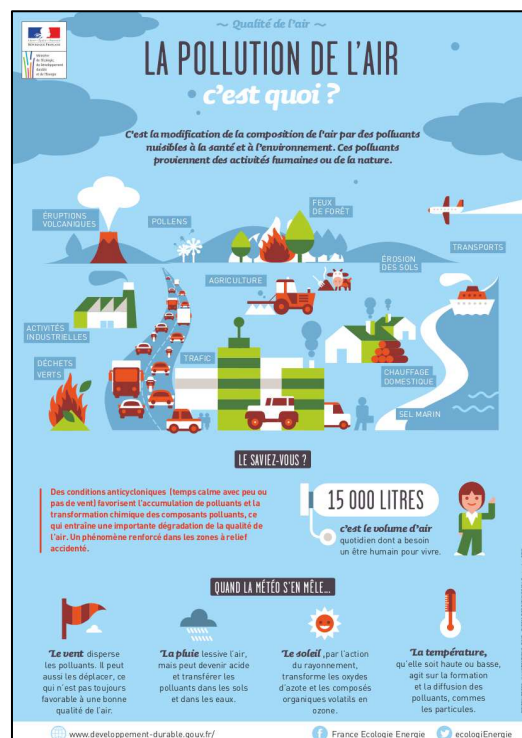 Qualité de l'air
LA POLLUTION DE L'AIR
c'est quoi ?
C'est la modification de la composition de l'air par des polluants
nuisibles à la santé et à l'environnement. Ces polluants
proviennent des activités humaines ou de la nature.
ÉRUPTIONS
VOLCANIQUES
POLLENS
FEUX
DE FORÊT
TRANSPORTS
ÉROSION
DES SOLS
AGRICULTURE
ACTIVITÉS
INDUSTRIELLES
DÉCHETS
VERTS
TRAFIC
CHAUFFAGE
DOMESTIQUE
SEL MARIN
LE SAVIEZ-VOUS ?
Des conditions anticycloniques (temps calme avec peu ou
pas de vent) favorisent l'accumulation de polluants et la
transformation chimique des composants polluants, ce
qui entraîne une importante dégradation de la qualité de
l'air. Un phénomène renforcé dans les zones à relief
accidenté.
15 000 LITRES
c'est le volume d'air
quotidien dont a besoin
un être humain pour vivre.
QUAND LA MÉTÉO S'EN MÊLE...
Le vent disperse
les polluants. Il peut
aussi les déplacer, ce
qui n'est pas toujours
favorable à une bonne
qualité de l'air.
La pluie lessive l'air,
mais peut devenir acide
et transférer les
polluants dans les sols
et dans les eaux.
Le soleil ,par l'action
du rayonnement,
transforme les oxydes
d'azote et les composés
organiques volatils en
ozone.
La température,
qu'elle soit haute ou basse,
agit sur la formation
et la diffusion des
polluants, commes
les particules.
www.developpement-durable.gouv.fr/
France Ecologie Energie
ecologiEnergie